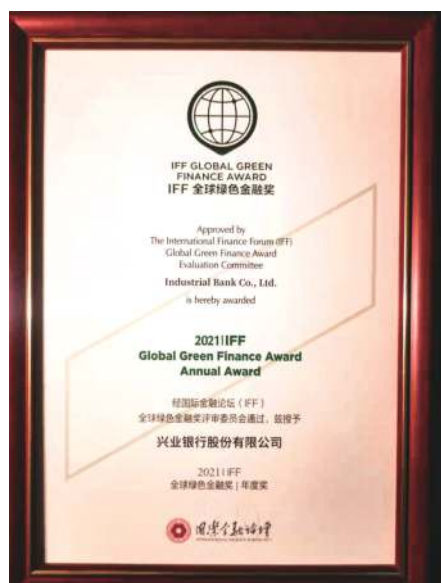 IFF GLOBAL GREEN
FINANCE AWARD
IFF 全球绿色金融奖
Approved by
The International Finance Forum (IFF)
Global Green Finance Award
Evaluation Committee
Industrial Bank Co., Ltd.
is hereby awarded
2021|IFF
Global Green Finance Award
Annual Award
经国际金融论坛（IFF）
全球绿色金融奖评审委员会通过，兹授予
兴业银行股份有限公司
2021|IFF
全球绿色金融奖|年度奖
国际金融论坛